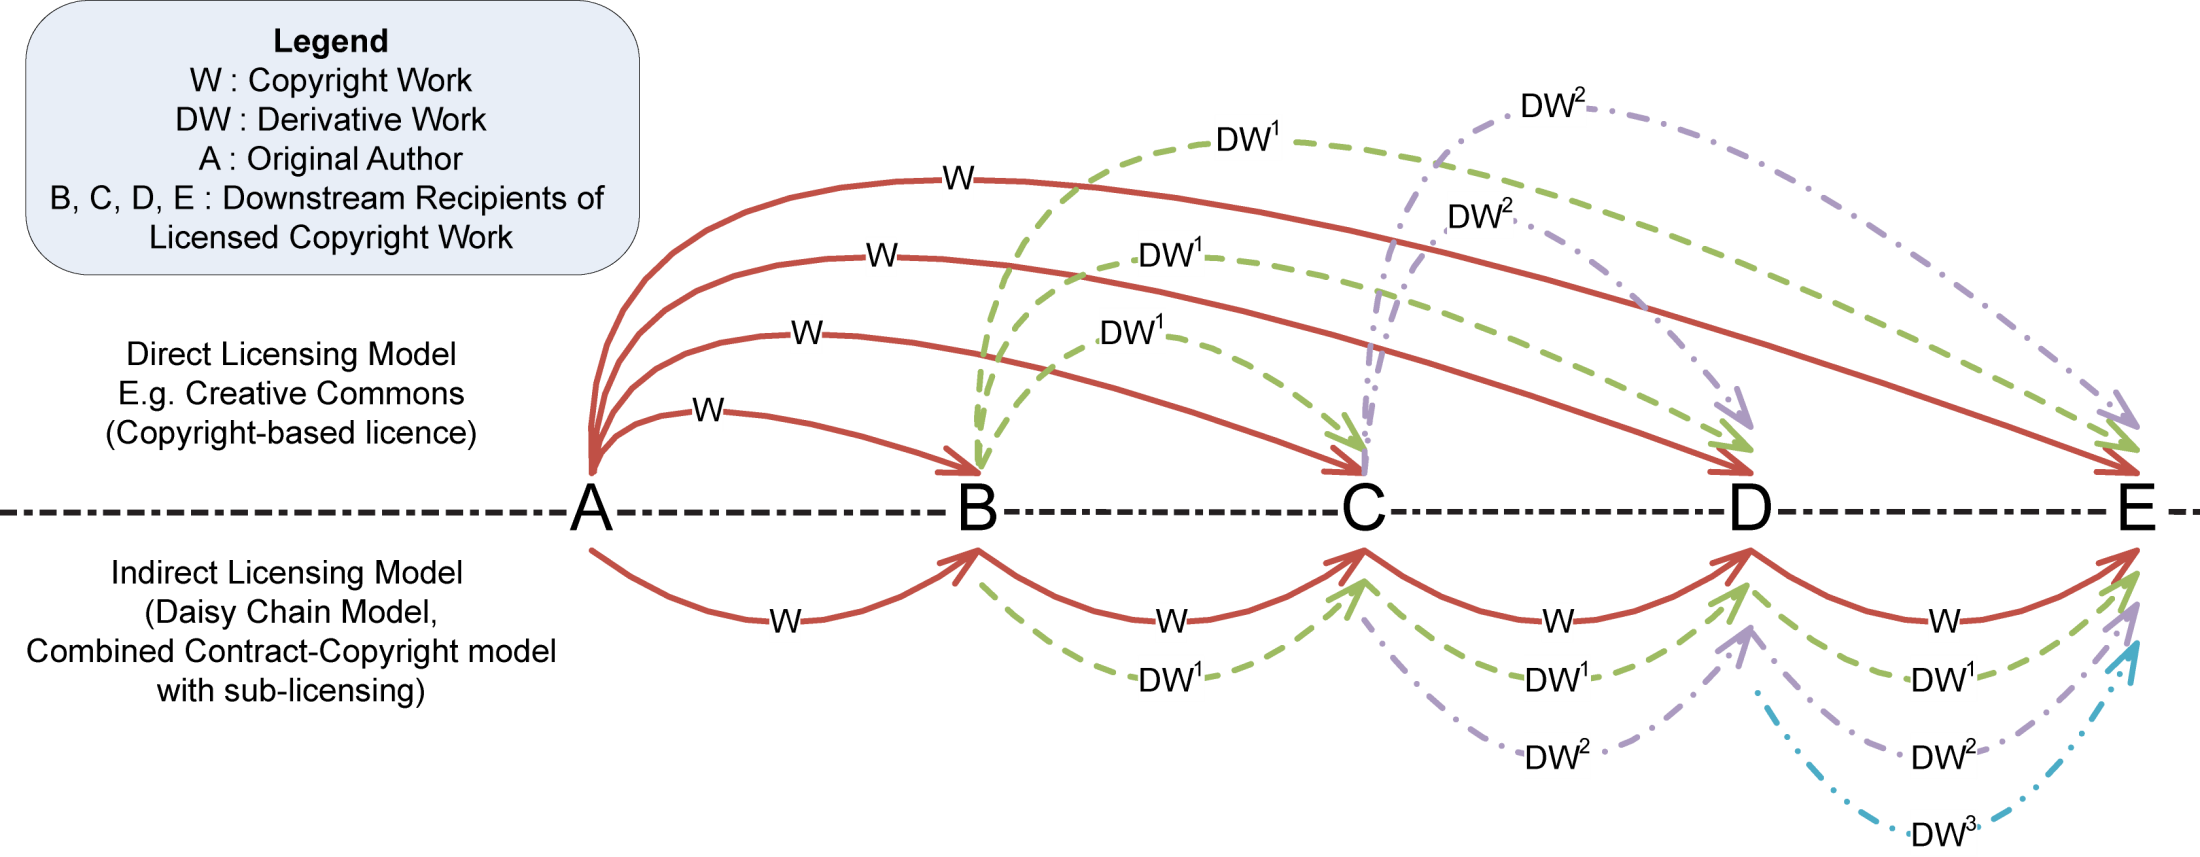 Legend
W : Copyright Work
DW : Derivative Work
A : Original Author
B, C, D, E : Downstream Recipients of
Licensed Copyright Work
DW²
DW¹
W
DW²
W
DW¹
W
DW¹
Direct Licensing Model
E.g. Creative Commons
(Copyright-based licence)
W
A B C D E
Indirect Licensing Model
(Daisy Chain Model,
Combined Contract-Copyright model
with sub-licensing)
W W W W
DW¹ DW¹ DW¹
DW² DW²
DW³